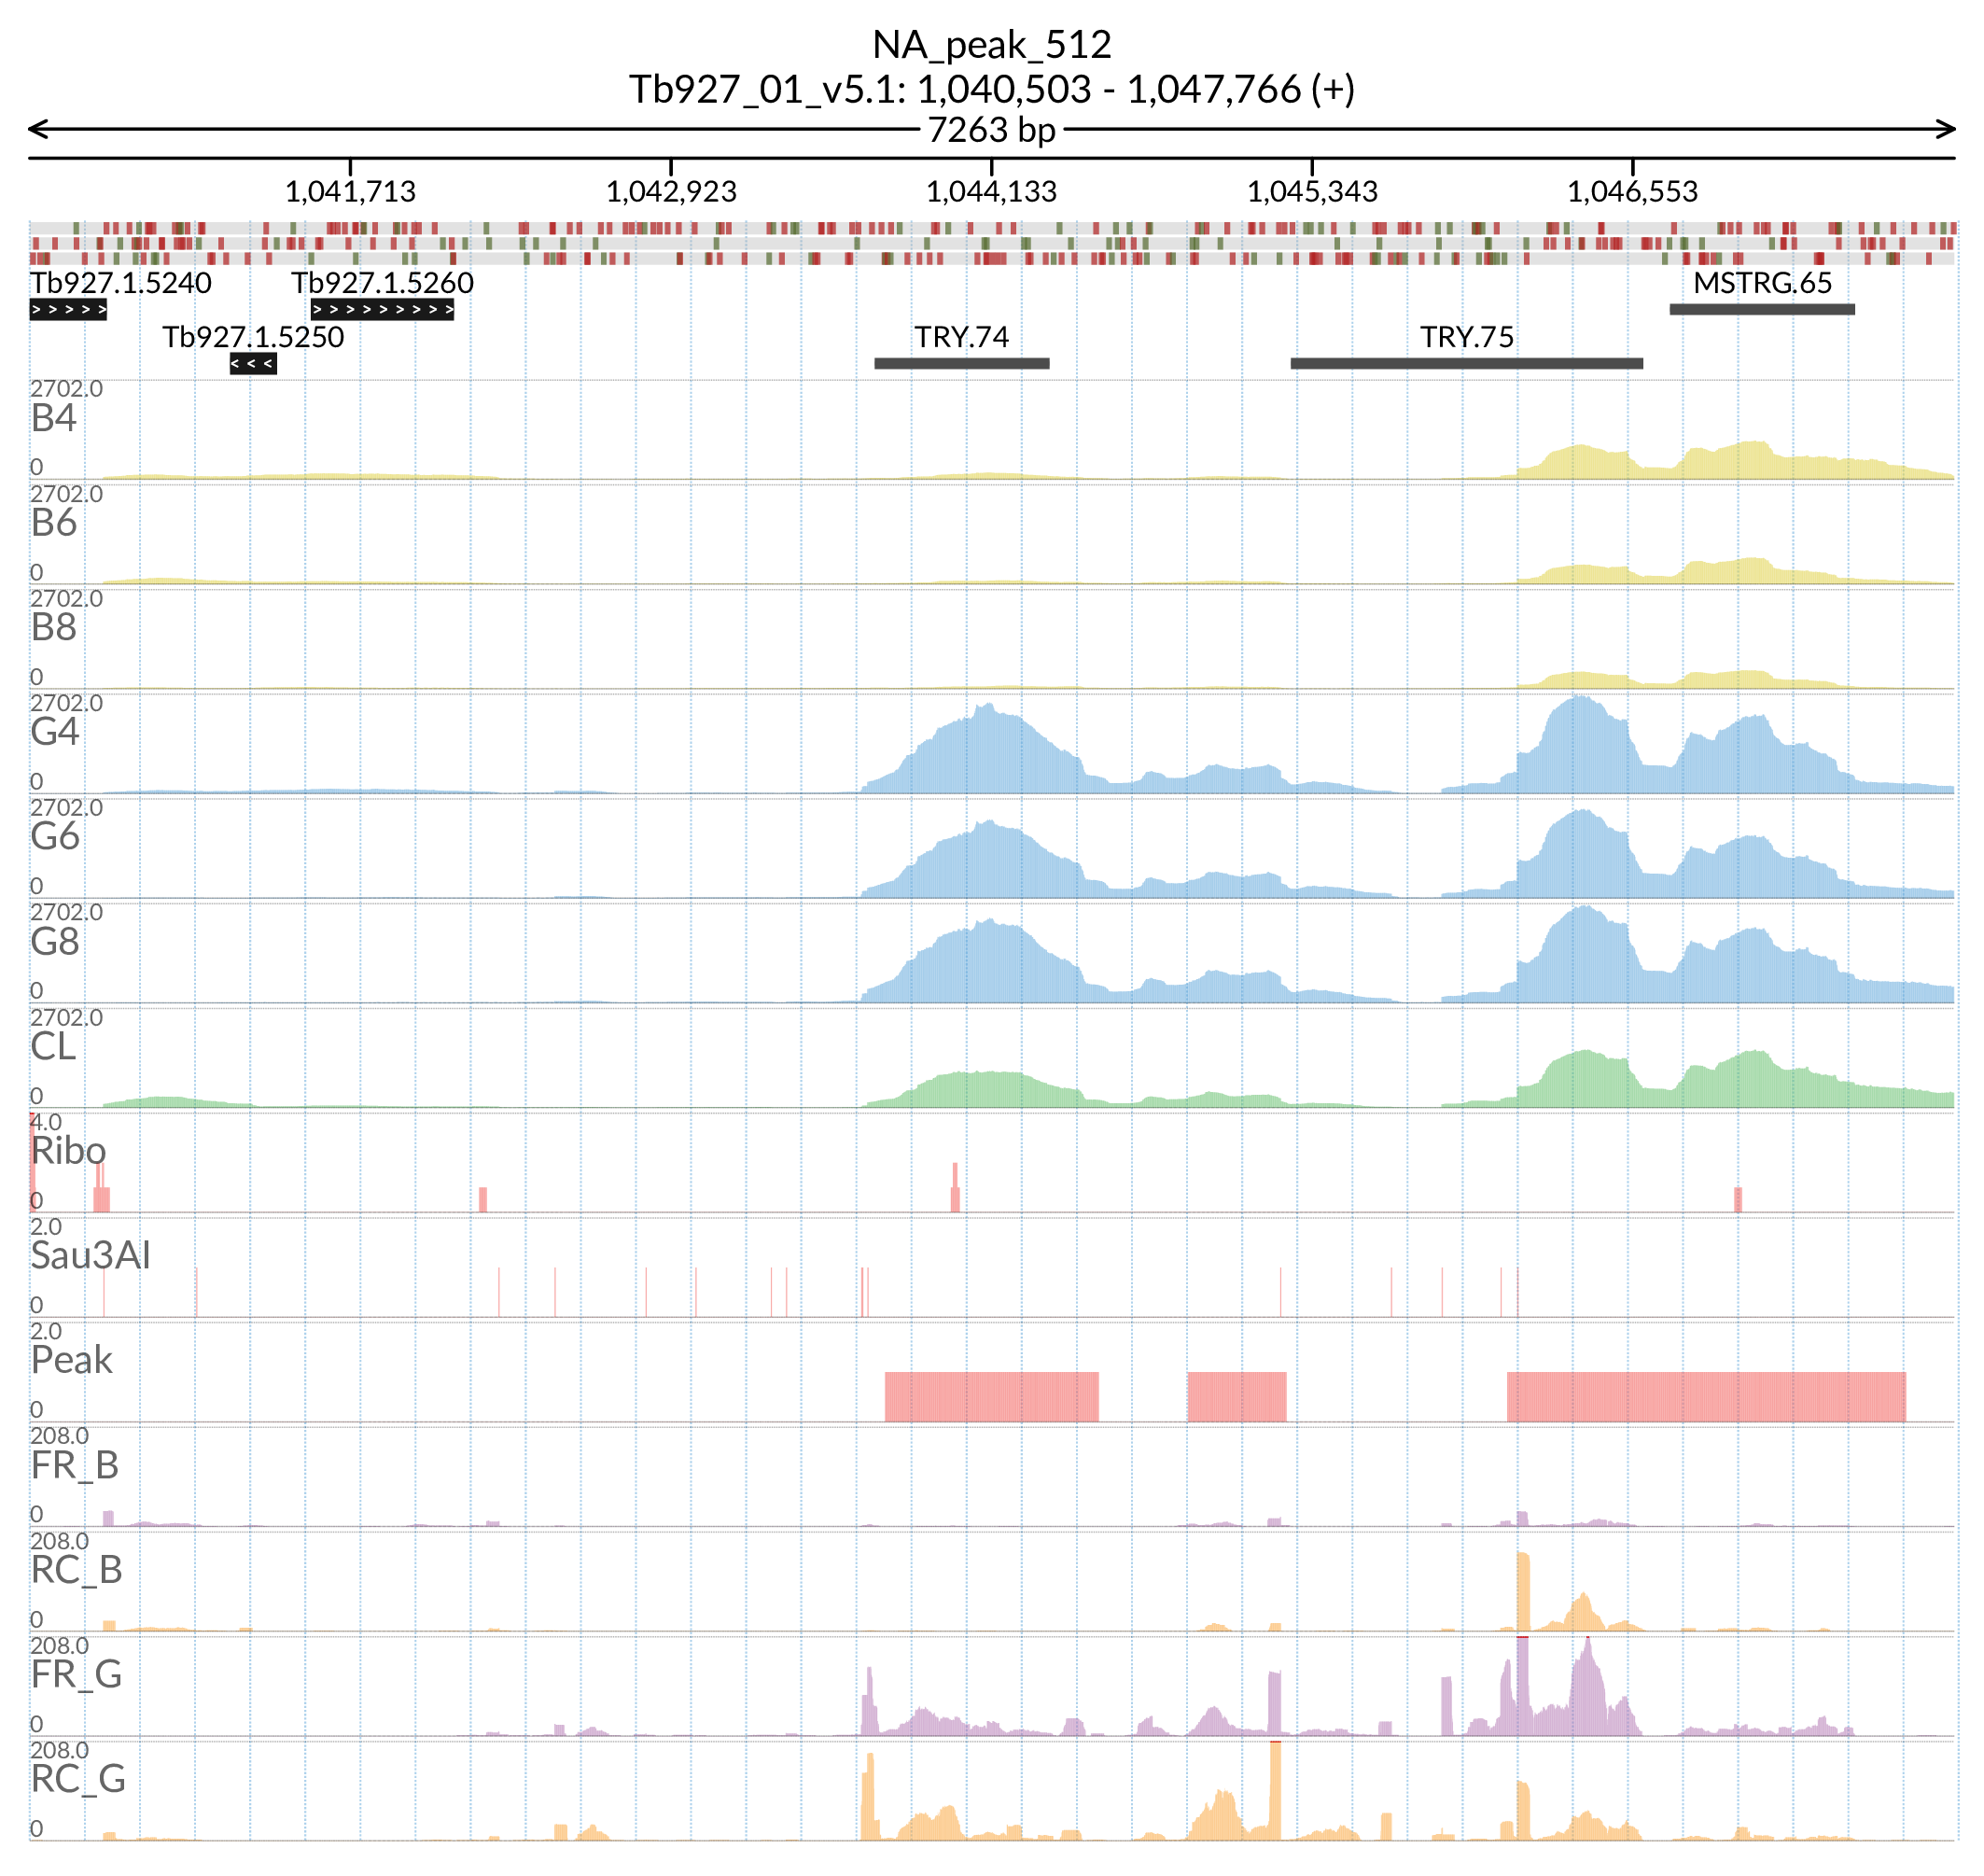 NA_peak_512
Tb927_01_v5.1: 1,040,503 - 1,047,766 (+)
7263 bp
1,041,713 1,042,923 1,044,133 1,045,343 1,046,553
Tb927.1.5240 Tb927.1.5260 MSTRG.65
> > > > > > > > > > > > > >
Tb927.1.5250 TRY.74 TRY.75
< < <
2702.0
B4
0
2702.0
B6
0
2702.0
B8
0
2702.0
G4
0
2702.0
G6
0
2702.0
G8
0
2702.0
CL
0
4.0
Ribo
0
2.0
Sau3AI
0
2.0
Peak
0
208.0
FR_B
0
208.0
RC_B
0
208.0
FR_G
0
208.0
RC_G
0